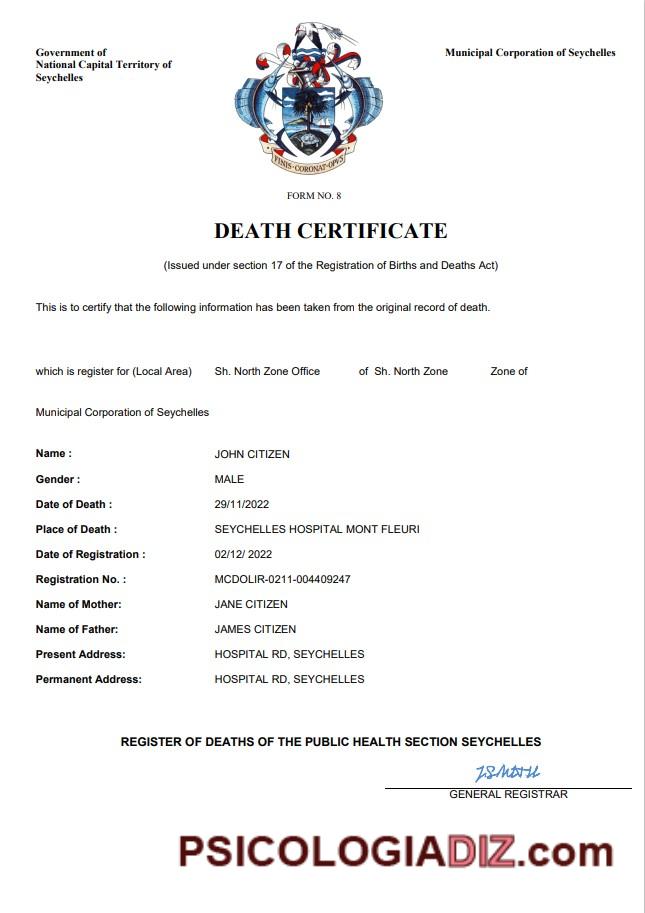 Government of
National Capital Territory of
Seychelles
Municipal Corporation of Seychelles
FINIS·CORONAT·OPVS
FORM NO. 8
DEATH CERTIFICATE
(Issued under section 17 of the Registration of Births and Deaths Act)
This is to certify that the following information has been taken from the original record of death.
which is register for (Local Area) Sh. North Zone Office of Sh. North Zone Zone of
Municipal Corporation of Seychelles
Name : JOHN CITIZEN
Gender : MALE
Date of Death : 29/11/2022
Place of Death : SEYCHELLES HOSPITAL MONT FLEURI
Date of Registration : 02/12/ 2022
Registration No. : MCDOLIR-0211-004409247
Name of Mother: JANE CITIZEN
Name of Father: JAMES CITIZEN
Present Address: HOSPITAL RD, SEYCHELLES
Permanent Address: HOSPITAL RD, SEYCHELLES
REGISTER OF DEATHS OF THE PUBLIC HEALTH SECTION SEYCHELLES
GENERAL REGISTRAR
PSICOLOGIADIZ.com